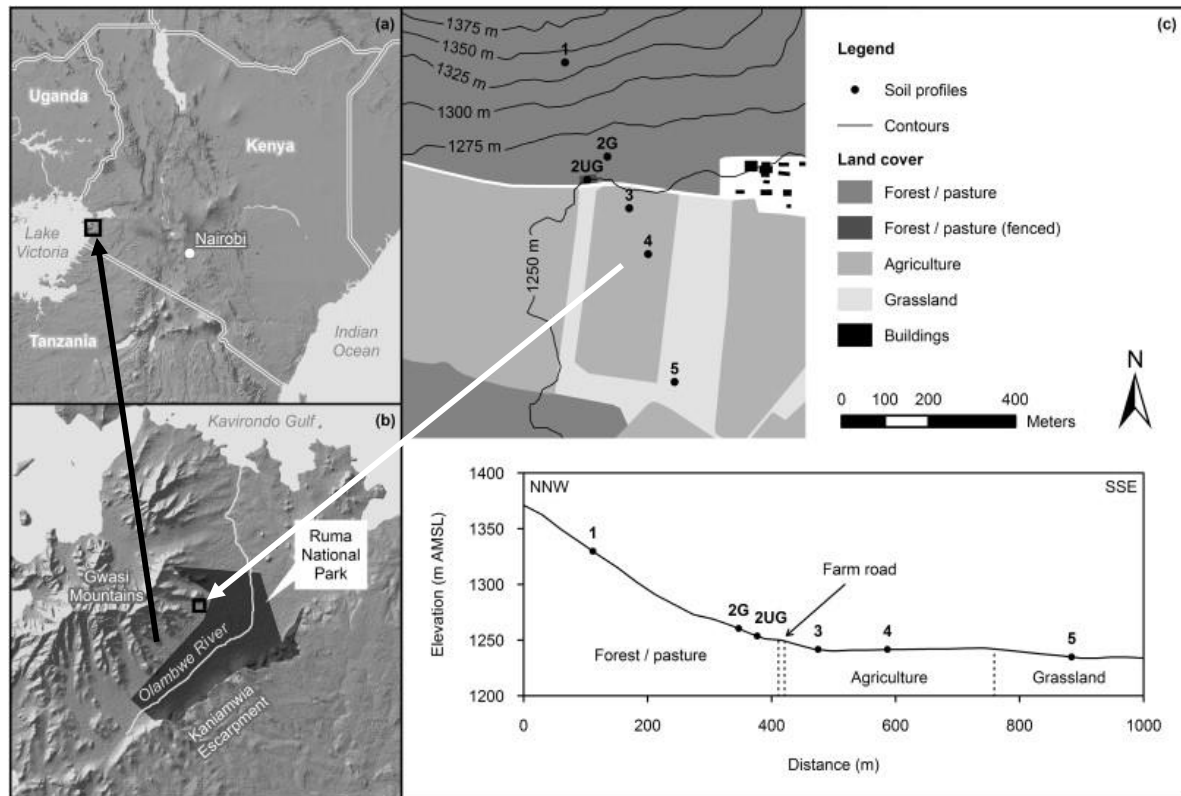 (a)
Uganda
Kenya
Lake
Victoria
Nairobi
Tanzania
Indian
Ocean
(b)
Kavirondo Gulf
Ruma
National
Park
Gwasi
Mountains
Olambwe River
Kaniamwia
Escarpment
(c)
1375 m
1350 m
1325 m
1300 m
1275 m
1250 m
1
2G
2UG
3
4
5
Legend
Soil profiles
Contours
Land cover
Forest / pasture
Forest / pasture (fenced)
Agriculture
Grassland
Buildings
N
0 100 200 400
Meters
Elevation (m AMSL)
1400
1350
1300
1250
1200
NNW
SSE
1
2G
2UG
Farm road
3
4
5
Forest / pasture
Agriculture
Grassland
0 200 400 600 800 1000
Distance (m)